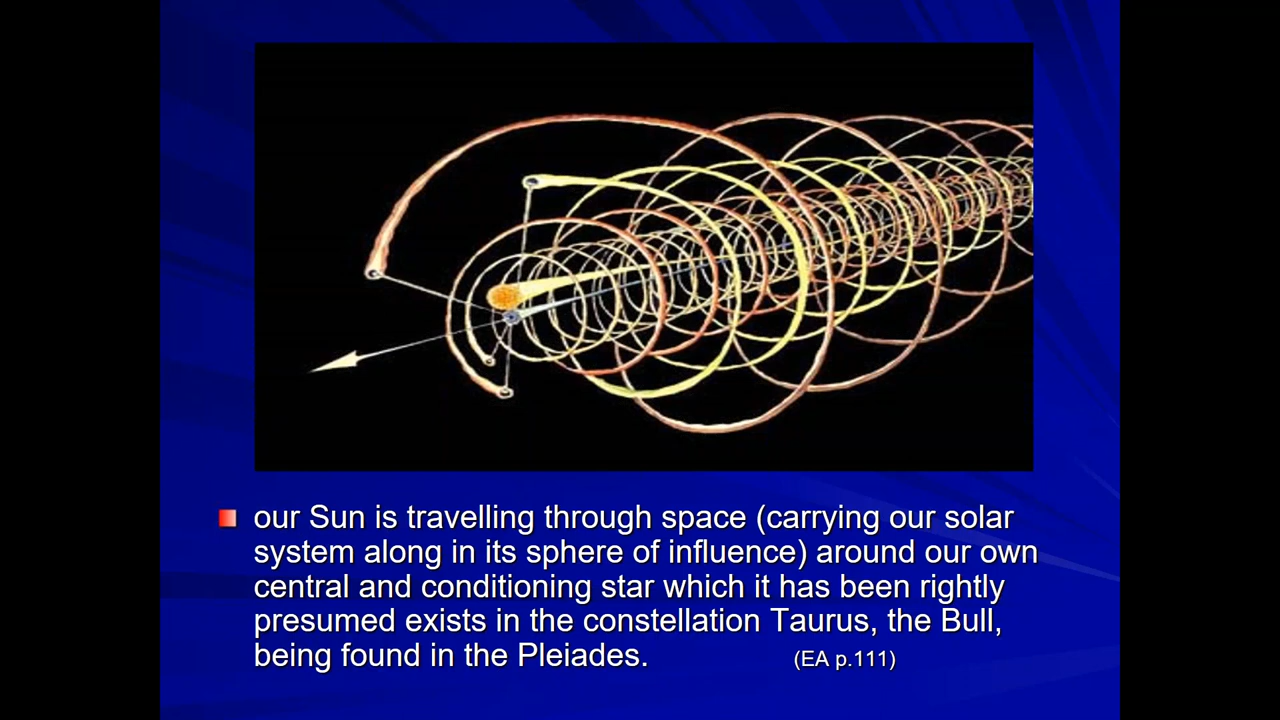 our Sun is travelling through space (carrying our solar
system along in its sphere of influence) around our own
central and conditioning star which it has been rightly
presumed exists in the constellation Taurus, the Bull,
being found in the Pleiades. (EA p.111)